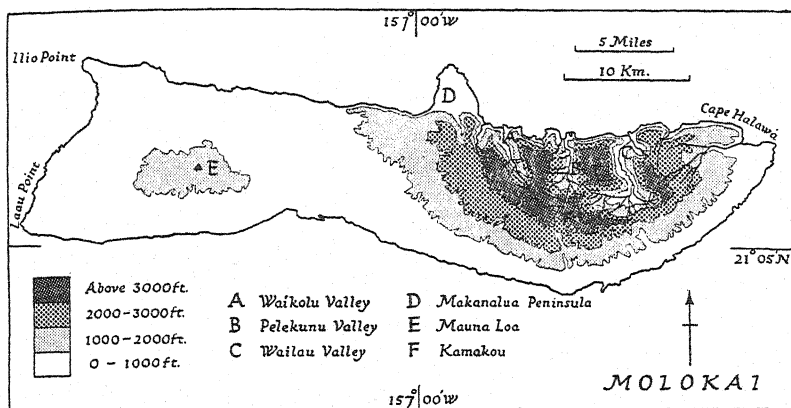 157° 00'W
5 Miles
10 Km.
Ilio Point
D
Cape Halawa
E
Laau Point
21° 05'N
Above 3000ft.
2000-3000ft.
1000-2000ft.
0 - 1000ft.
A Waikolu Valley
B Pelekunu Valley
C Wailau Valley
D Makanalua Peninsula
E Mauna Loa
F Kamakou
MOLOKAI
157° 00'W